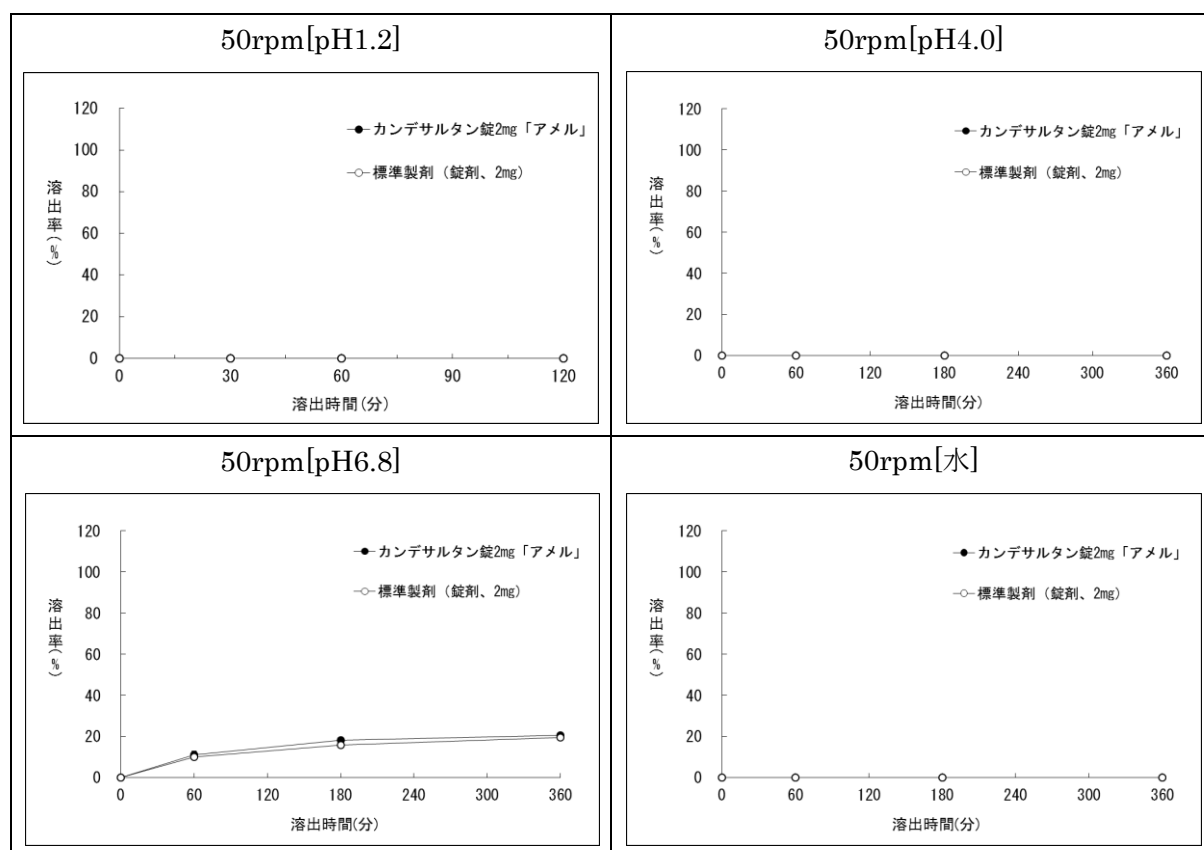 50rpm[pH1.2]
120
100
80
60
40
20
0
溶出率(%)
カンデサルタン錠2mg「アメル」
標準製剤（錠剤、2mg）
0 30 60 90 120
溶出時間(分)
50rpm[pH4.0]
120
100
80
60
40
20
0
溶出率(%)
カンデサルタン錠2mg「アメル」
標準製剤（錠剤、2mg）
0 60 120 180 240 300 360
溶出時間(分)
50rpm[pH6.8]
120
100
80
60
40
20
0
溶出率(%)
カンデサルタン錠2mg「アメル」
標準製剤（錠剤、2mg）
0 60 120 180 240 300 360
溶出時間(分)
50rpm[水]
120
100
80
60
40
20
0
溶出率(%)
カンデサルタン錠2mg「アメル」
標準製剤（錠剤、2mg）
0 60 120 180 240 300 360
溶出時間(分)